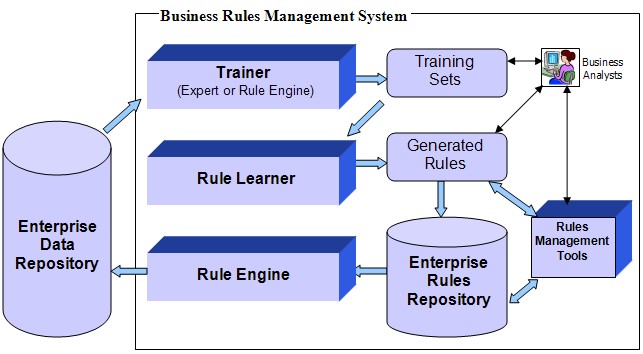 Business Rules Management System
Trainer
(Expert or Rule Engine)
Training
Sets
Business
Analysts
Rule Learner
Generated
Rules
Enterprise
Data
Repository
Rule Engine
Enterprise
Rules
Repository
Rules
Management
Tools